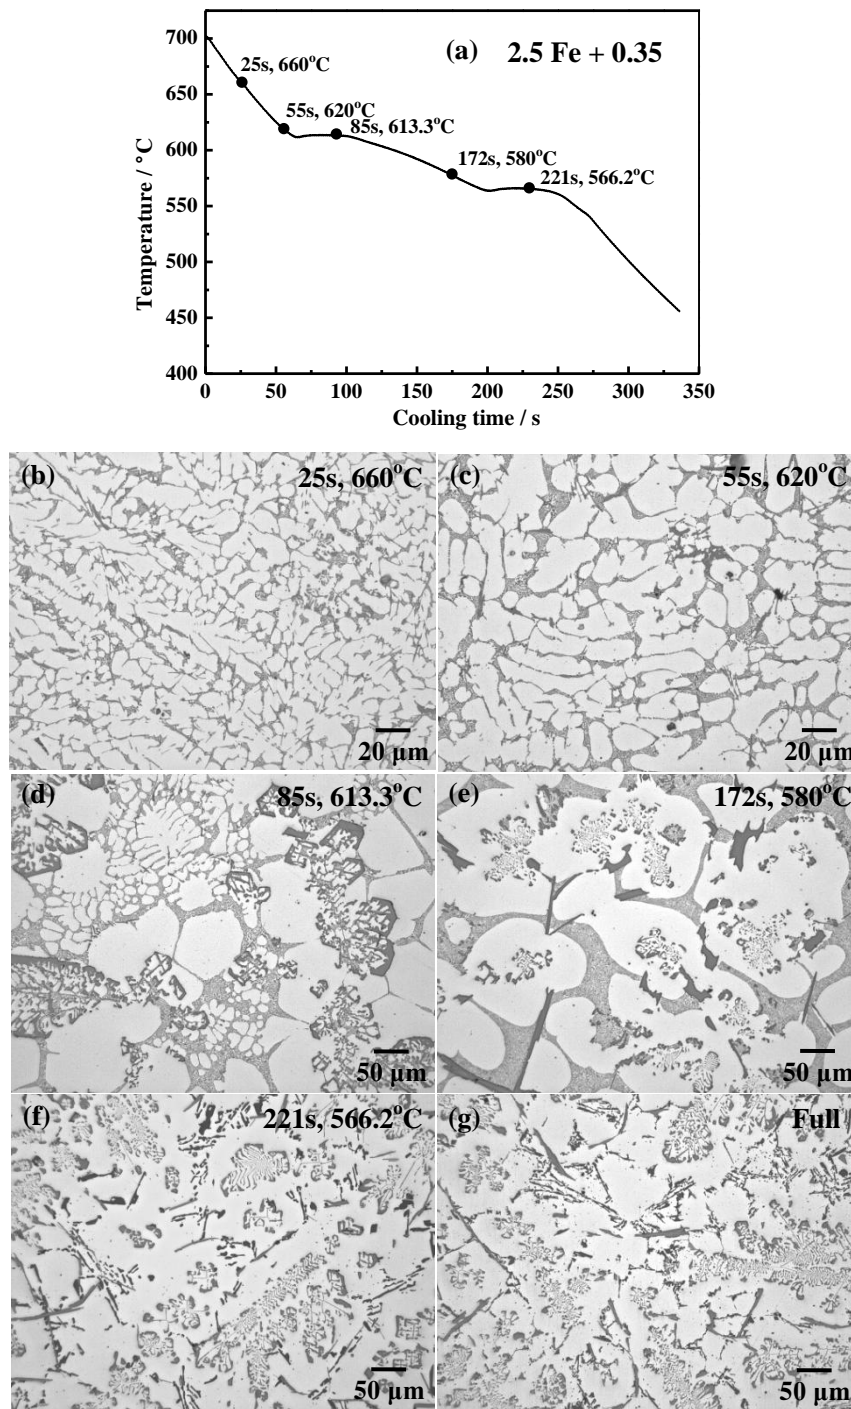 (a) 2.5 Fe + 0.35
700
650
600
550
500
450
400
Temperature / °C
25s, 660°C
55s, 620°C
85s, 613.3°C
172s, 580°C
221s, 566.2°C
0 50 100 150 200 250 300 350
Cooling time / s
(b) 25s, 660°C
20 µm
(c) 55s, 620°C
20 µm
(d) 85s, 613.3°C
50 µm
(e) 172s, 580°C
50 µm
(f) 221s, 566.2°C
50 µm
(g) Full
50 µm